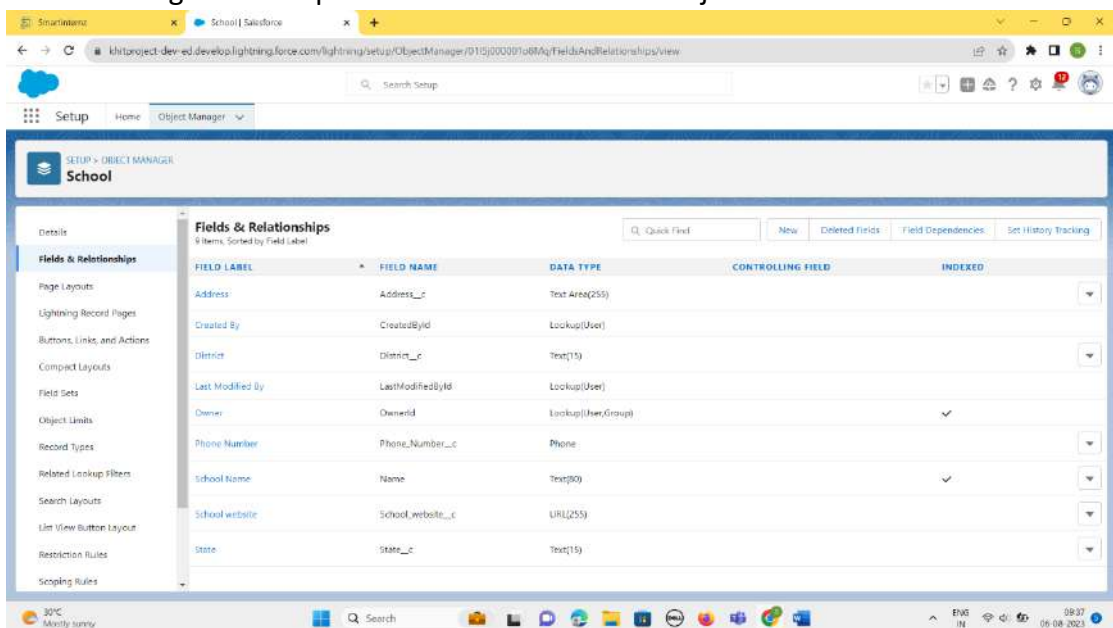 Smartinternz
School | Salesforce
khitproject-dev-ed.develop.lightning.force.com/lightning/setup/ObjectManager/
/FieldsAndRelationships/view
Search Setup
12
Setup
Home
Object Manager
SETUP > OBJECT MANAGER
School
Details
Fields & Relationships
Page Layouts
Lightning Record Pages
Buttons, Links, and Actions
Compact Layouts
Field Sets
Object Limits
Record Types
Related Lookup Filters
Search Layouts
List View Button Layout
Restriction Rules
Scoping Rules
Fields & Relationships
9 Items, Sorted by Field Label
Quick Find
New
Deleted Fields
Field Dependencies
Set History Tracking
FIELD LABEL FIELD NAME DATA TYPE CONTROLLING FIELD INDEXED
Address Address__c Text Area(255)
Created By CreatedById Lookup(User)
District District__c Text(15)
Last Modified By LastModifiedById Lookup(User)
Owner OwnerId Lookup(User,Group)
Phone Number Phone_Number__c Phone
School Name Name Text(80)
School website School_website__c URL(255)
State State__c Text(15)
30°C
Mostly sunny
Search
DELL
ENG
IN
09:37
06-08-2023